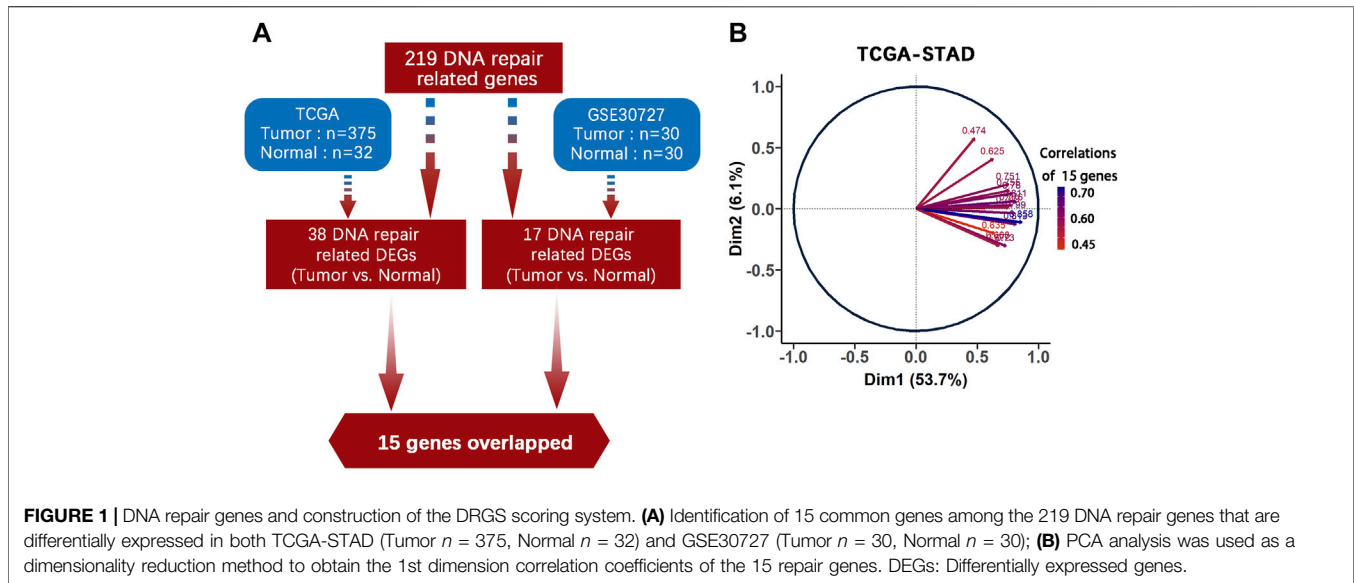 A
219 DNA repair
related genes
TCGA
Tumor : n=375
Normal : n=32
GSE30727
Tumor : n=30
Normal : n=30
38 DNA repair
related DEGs
(Tumor vs. Normal)
17 DNA repair
related DEGs
(Tumor vs. Normal)
15 genes overlapped
B
TCGA-STAD
1.0
0.5
0.0
-0.5
-1.0
Dim2 (6.1%)
0.474
0.625
0.751
0.858
0.635
-1.0 -0.5 0.0 0.5 1.0
Dim1 (53.7%)
Correlations
of 15 genes
0.70
0.60
0.45
FIGURE 1 | DNA repair genes and construction of the DRGS scoring system. (A) Identification of 15 common genes among the 219 DNA repair genes that are
differentially expressed in both TCGA-STAD (Tumor n = 375, Normal n = 32) and GSE30727 (Tumor n = 30, Normal n = 30); (B) PCA analysis was used as a
dimensionality reduction method to obtain the 1st dimension correlation coefficients of the 15 repair genes. DEGs: Differentially expressed genes.